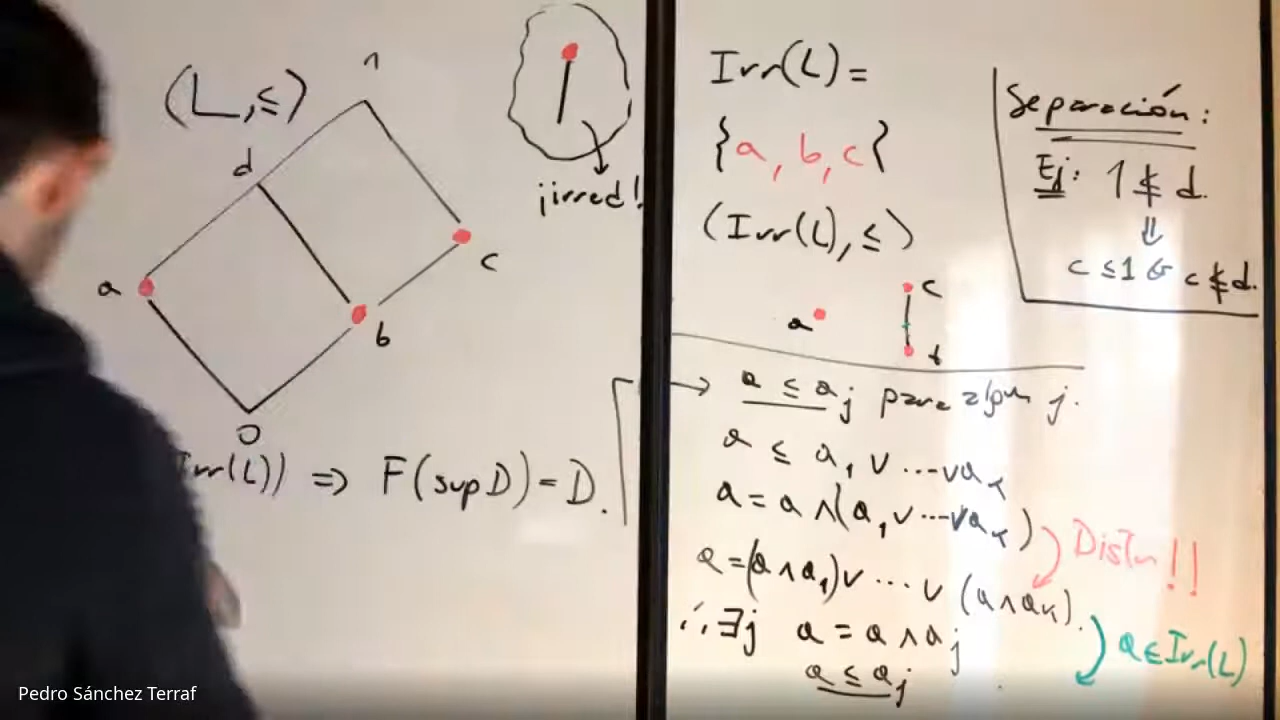 (L,≤)
1
d
a
c
b
0
¡irred!
Irr(L)) ⇒ F(sup D) = D.
Irr(L) =
{a, b, c}
(Irr(L), ≤)
c
a
b
Separación:
Ej: 1 ≰ d.
⇓
c ≤ 1 & c ≰ d.
→ a ≤ aⱼ para algún j.
a ≤ a₁ ∨ ... ∨ aₖ
a = a ∧ (a₁ ∨ ... ∨ aₖ)
Distr!!
a = (a ∧ a₁) ∨ ... ∨ (a ∧ aₖ).
∴ ∃j a = a ∧ aⱼ
a ∈ Irr(L)
a ≤ aⱼ
Pedro Sánchez Terraf